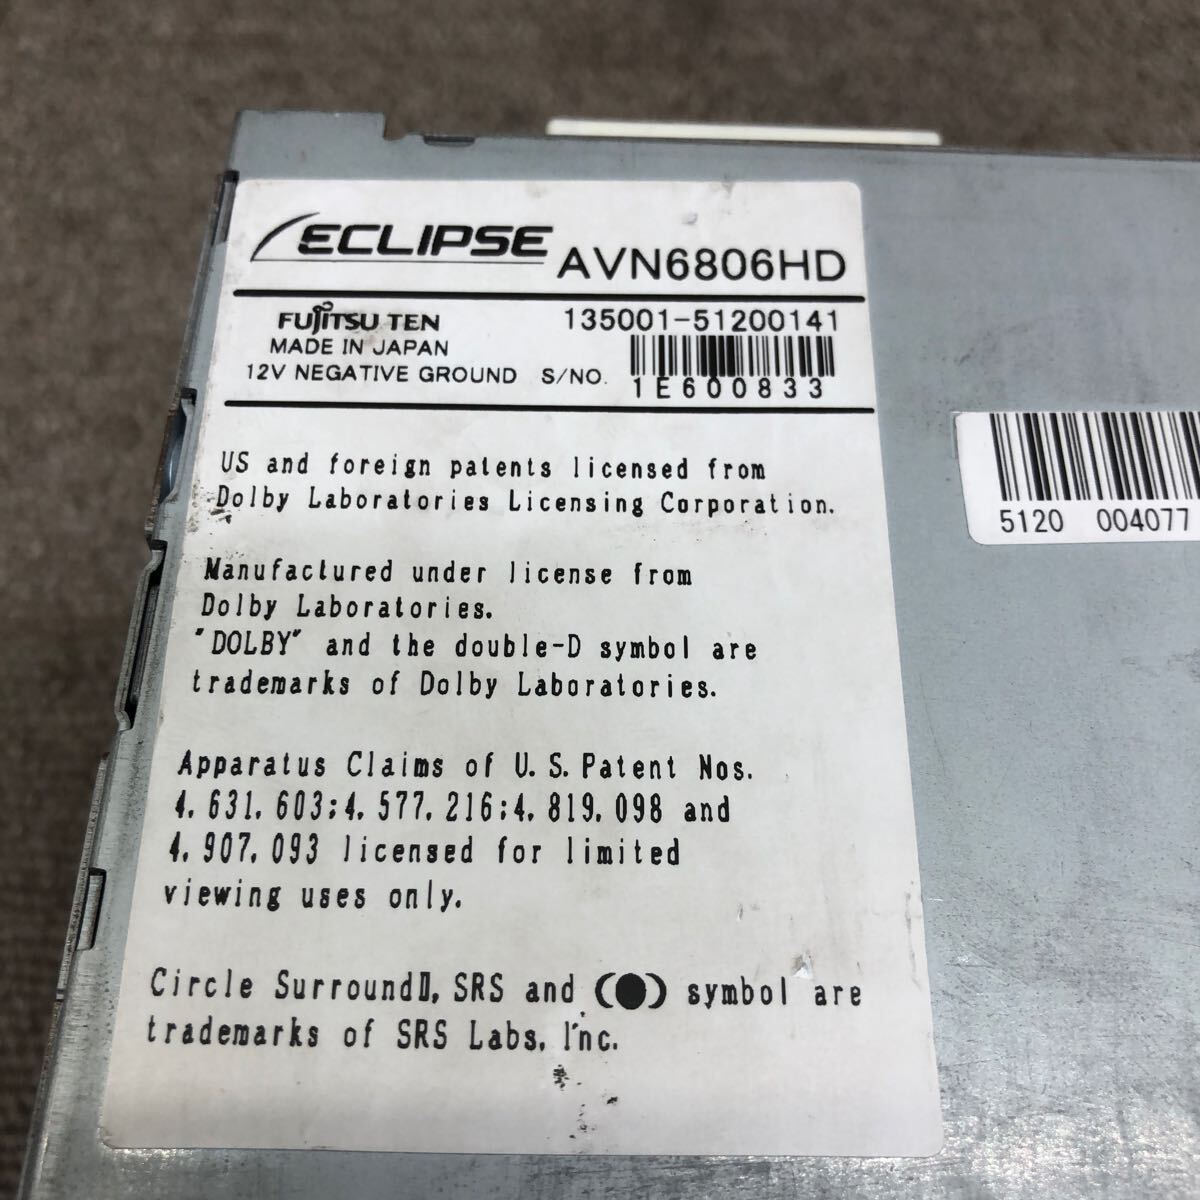 ECLIPSE AVN6806HD
FUJITSU TEN 135001-51200141
MADE IN JAPAN
12V NEGATIVE GROUND S/NO. 1E600833
US and foreign patents licensed from
Dolby Laboratories Licensing Corporation.
Manufactured under license from
Dolby Laboratories.
"DOLBY" and the double-D symbol are
trademarks of Dolby Laboratories.
Apparatus Claims of U.S.Patent Nos.
4,631,603;4,577,216;4,819,098 and
4,907,093 licensed for limited
viewing uses only.
Circle SurroundⅡ, SRS and (●) symbol are
trademarks of SRS Labs, Inc.
5120 004077